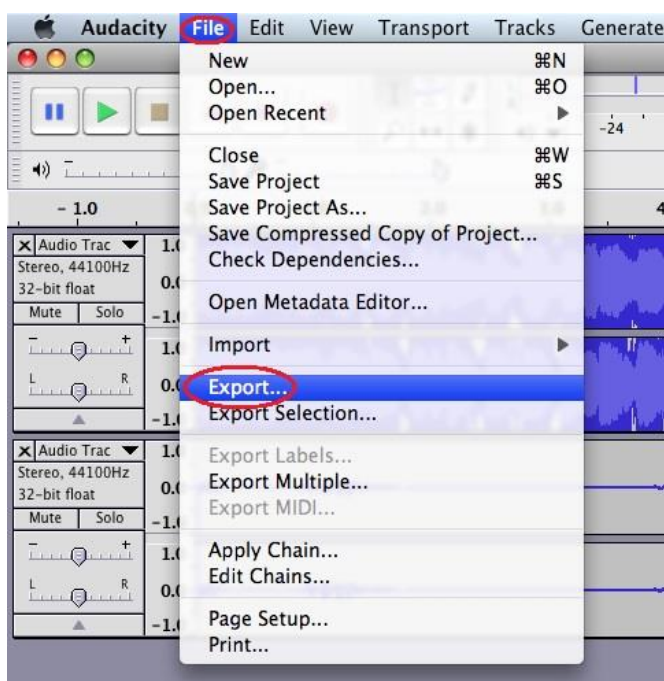 Audacity File Edit View Transport Tracks Generate
New ⌘N
Open... ⌘O
Open Recent
-24
Close ⌘W
Save Project ⌘S
- 1.0
Save Project As...
Save Compressed Copy of Project...
Check Dependencies...
Audio Trac
Stereo, 44100Hz
32-bit float
Mute Solo
Open Metadata Editor...
- +
L R
Import
Export...
Export Selection...
Audio Trac
Stereo, 44100Hz
32-bit float
Mute Solo
- +
L R
Export Labels...
Export Multiple...
Export MIDI...
Apply Chain...
Edit Chains...
Page Setup...
Print...